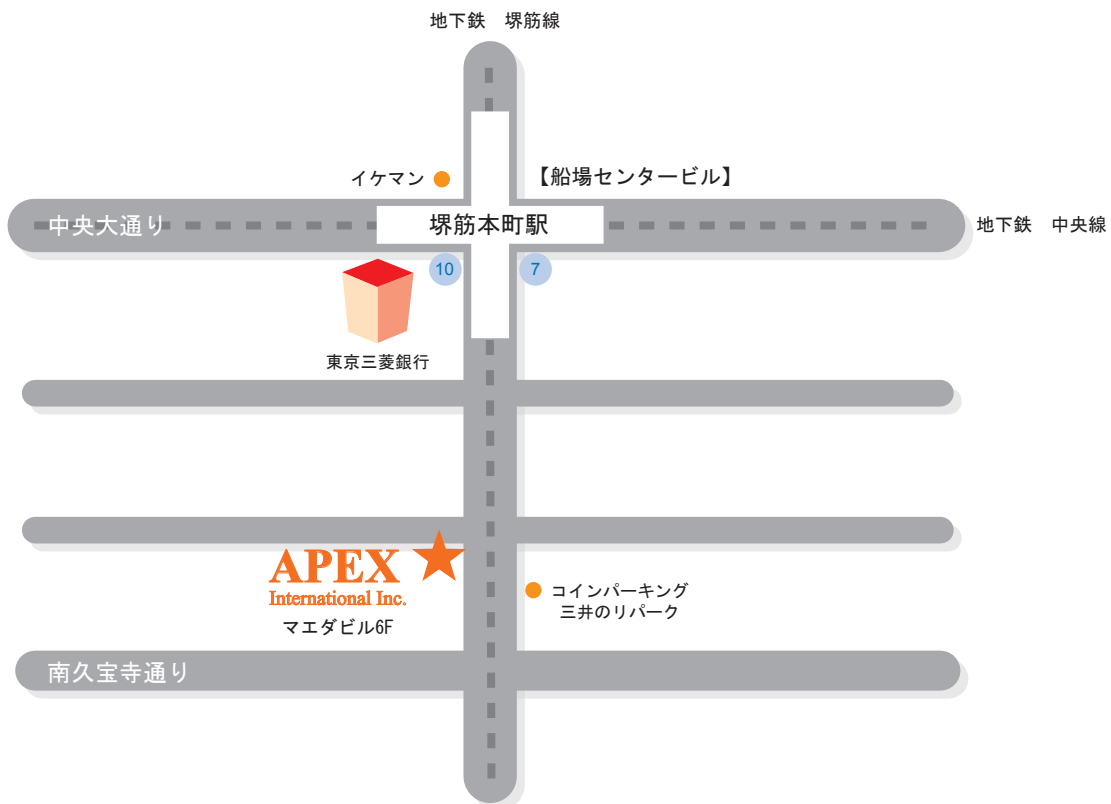 地下鉄　堺筋線
イケマン
【船場センタービル】
中央大通り
堺筋本町駅
地下鉄　中央線
10
7
東京三菱銀行
APEX
International Inc.
マエダビル6F
コインパーキング
三井のリパーク
南久宝寺通り